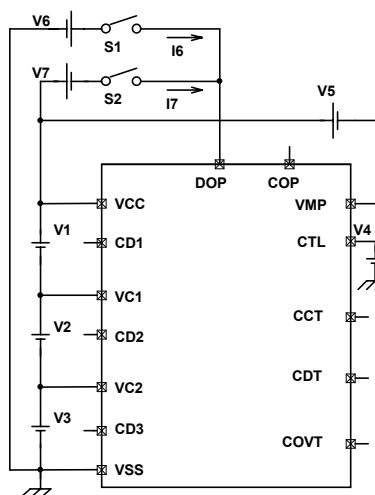 V6
S1
I6
V7
S2
I7
V5
DOP
COP
VCC
VMP
V1
CD1
CTL
V4
VC1
CCT
V2
CD2
VC2
CDT
V3
CD3
COVT
VSS